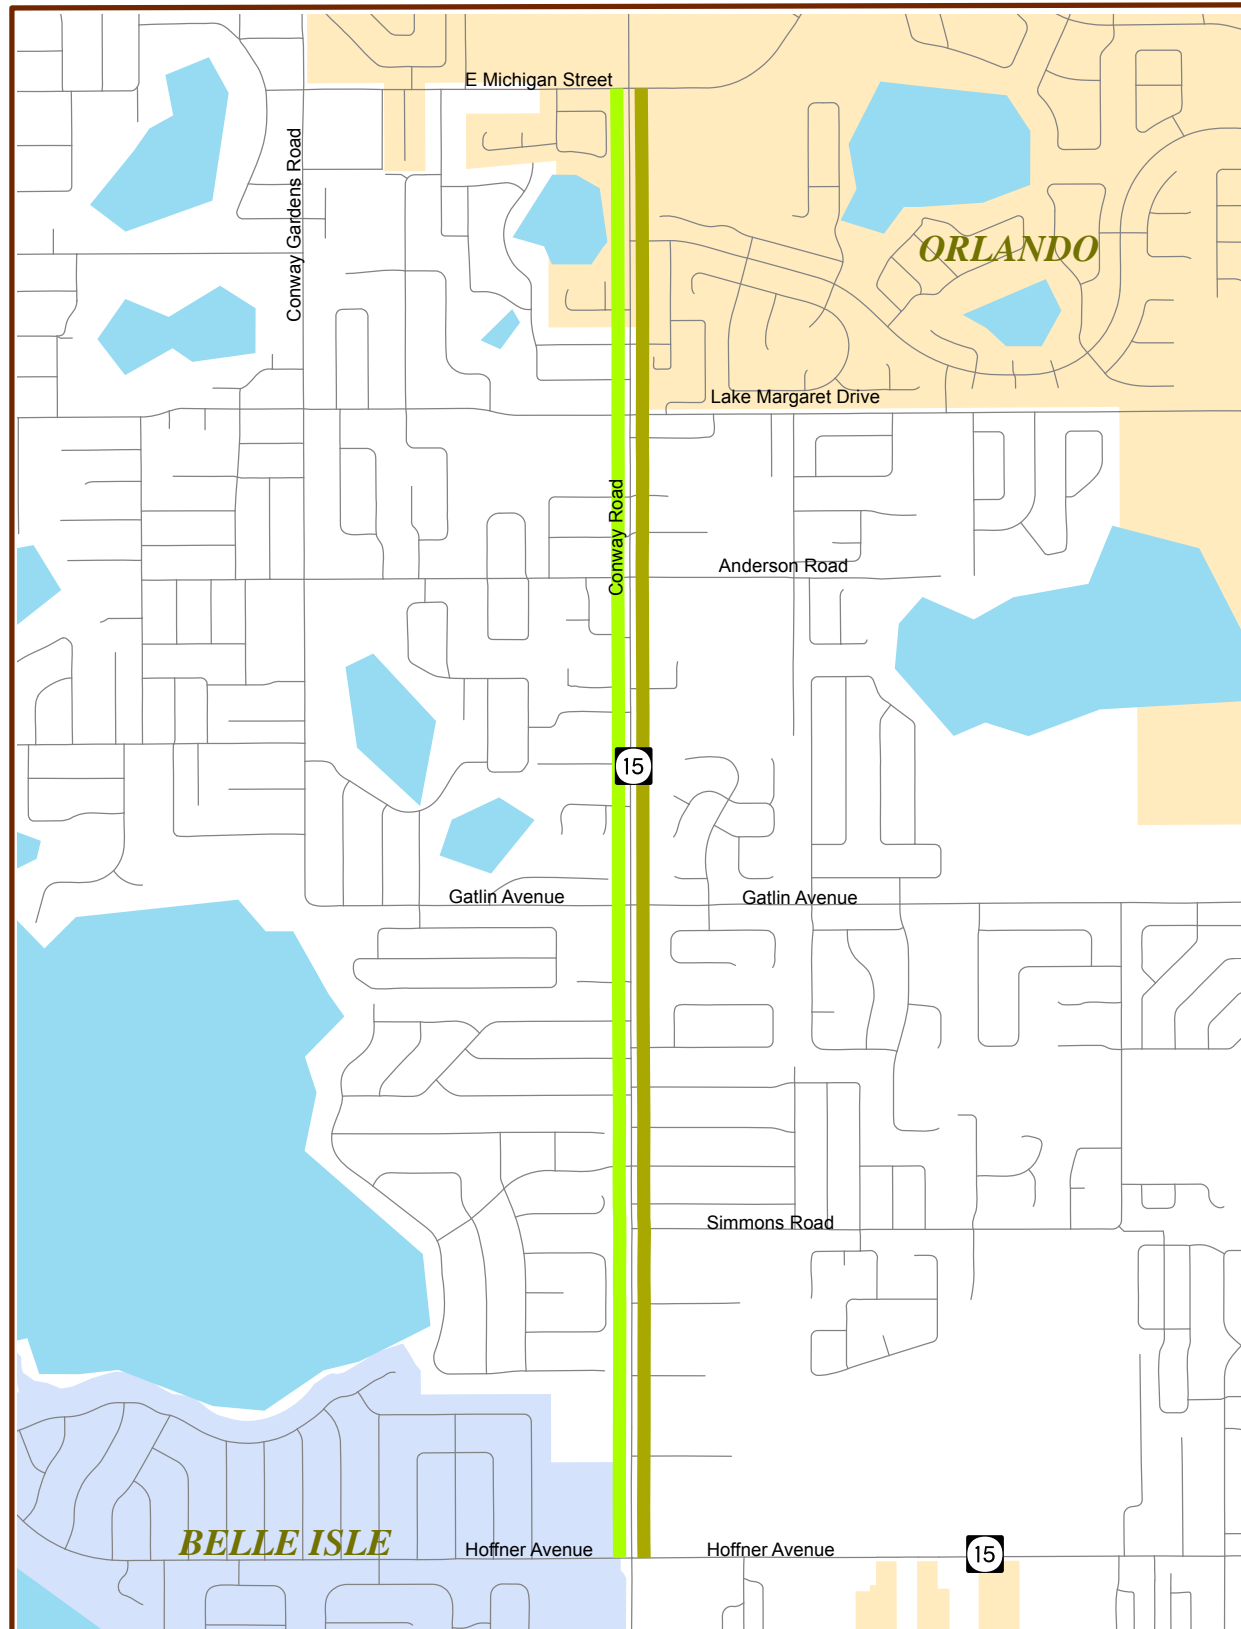 E Michigan Street
Conway Gardens Road
ORLANDO
Lake Margaret Drive
Conway Road
Anderson Road
15
Gatlin Avenue
Gatlin Avenue
Simmons Road
BELLE ISLE
Hoffner Avenue
Hoffner Avenue
15